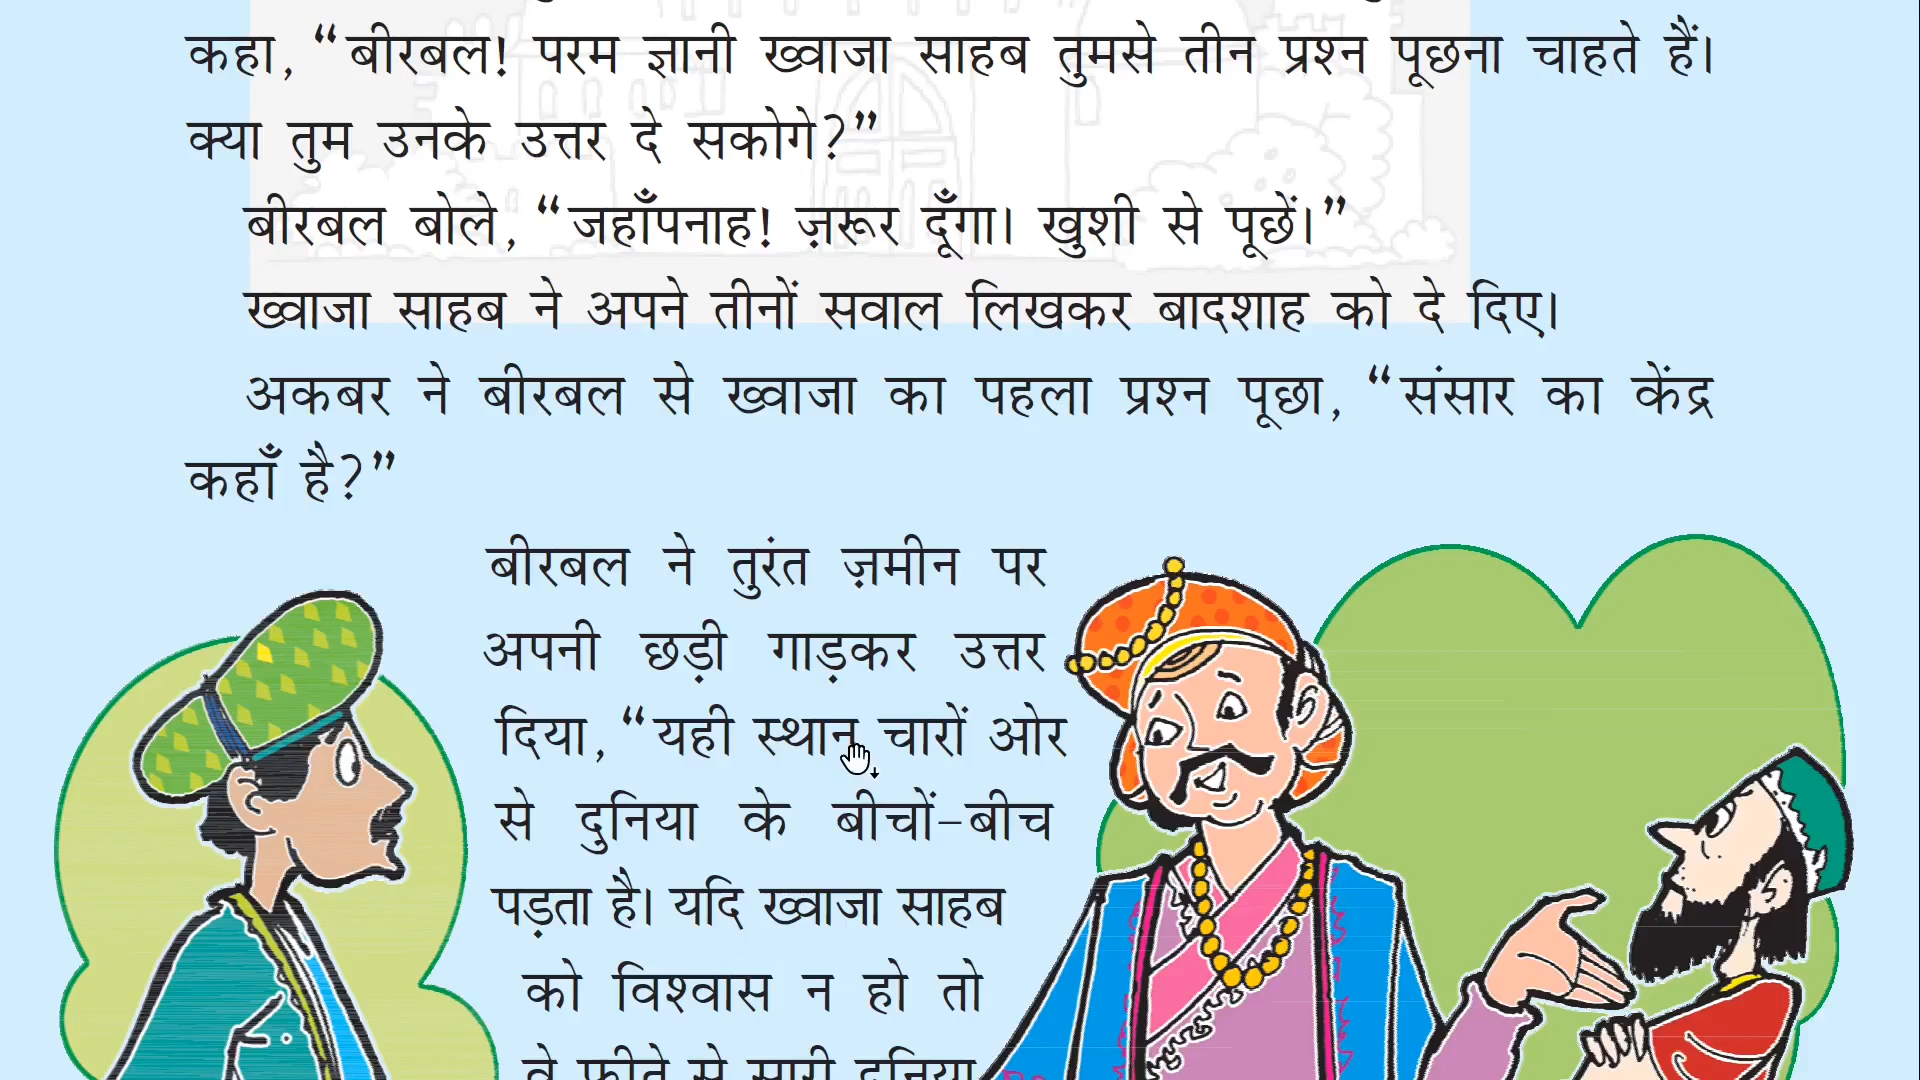 कहा, “बीरबल! परम ज्ञानी ख्वाजा साहब तुमसे तीन प्रश्न पूछना चाहते हैं।
क्या तुम उनके उत्तर दे सकोगे?”
बीरबल बोले, “जहाँपनाह! ज़रूर दूँगा। खुशी से पूछें।”
ख्वाजा साहब ने अपने तीनों सवाल लिखकर बादशाह को दे दिए।
अकबर ने बीरबल से ख्वाजा का पहला प्रश्न पूछा, “संसार का केंद्र
कहाँ है?”
बीरबल ने तुरंत ज़मीन पर
अपनी छड़ी गाड़कर उत्तर
दिया, “यही स्थान चारों ओर
से दुनिया के बीचों-बीच
पड़ता है। यदि ख्वाजा साहब
को विश्वास न हो तो
वे फ़ीते से सारी दुनिया